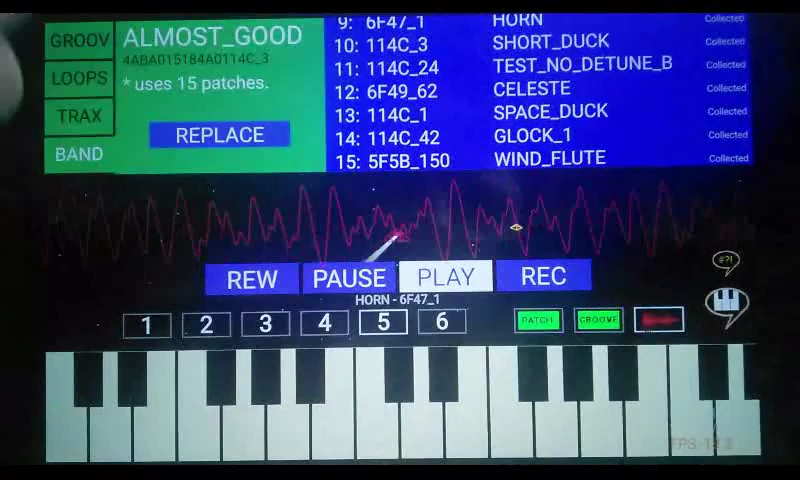 GROOV
LOOPS
TRAX
BAND
ALMOST_GOOD
4ABA015184A0114C_3
* uses 15 patches.
REPLACE
9: 6F47_1 HORN Collected
10: 114C_3 SHORT_DUCK Collected
11: 114C_24 TEST_NO_DETUNE_B Collected
12: 6F49_62 CELESTE Collected
13: 114C_1 SPACE_DUCK Collected
14: 114C_42 GLOCK_1 Collected
15: 5F5B_150 WIND_FLUTE Collected
#?!
REW PAUSE PLAY REC
HORN - 6F47_1
1 2 3 4 5 6 PATCH GROOVE